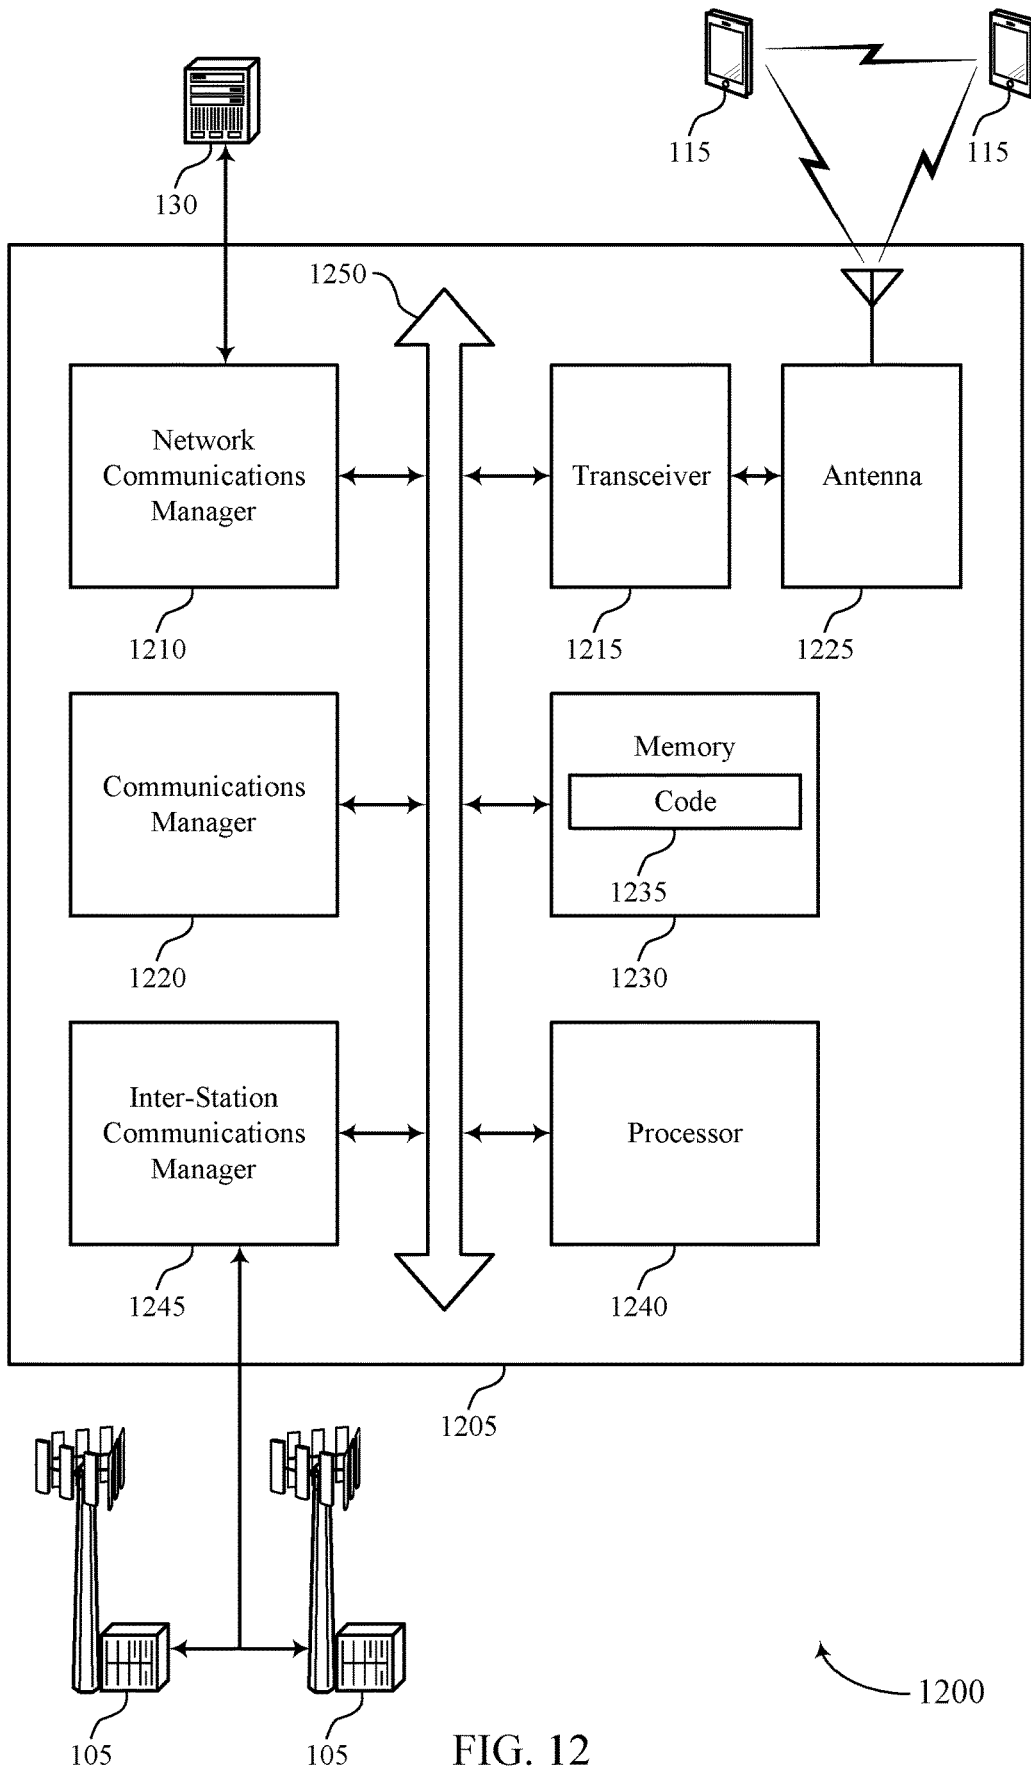 115
115
130
1250
Network
Communications
Manager
Transceiver
Antenna
1210
1215
1225
Communications
Manager
Memory
Code
1235
1220
1230
Inter-Station
Communications
Manager
Processor
1245
1240
1205
105
105
1200
FIG. 12